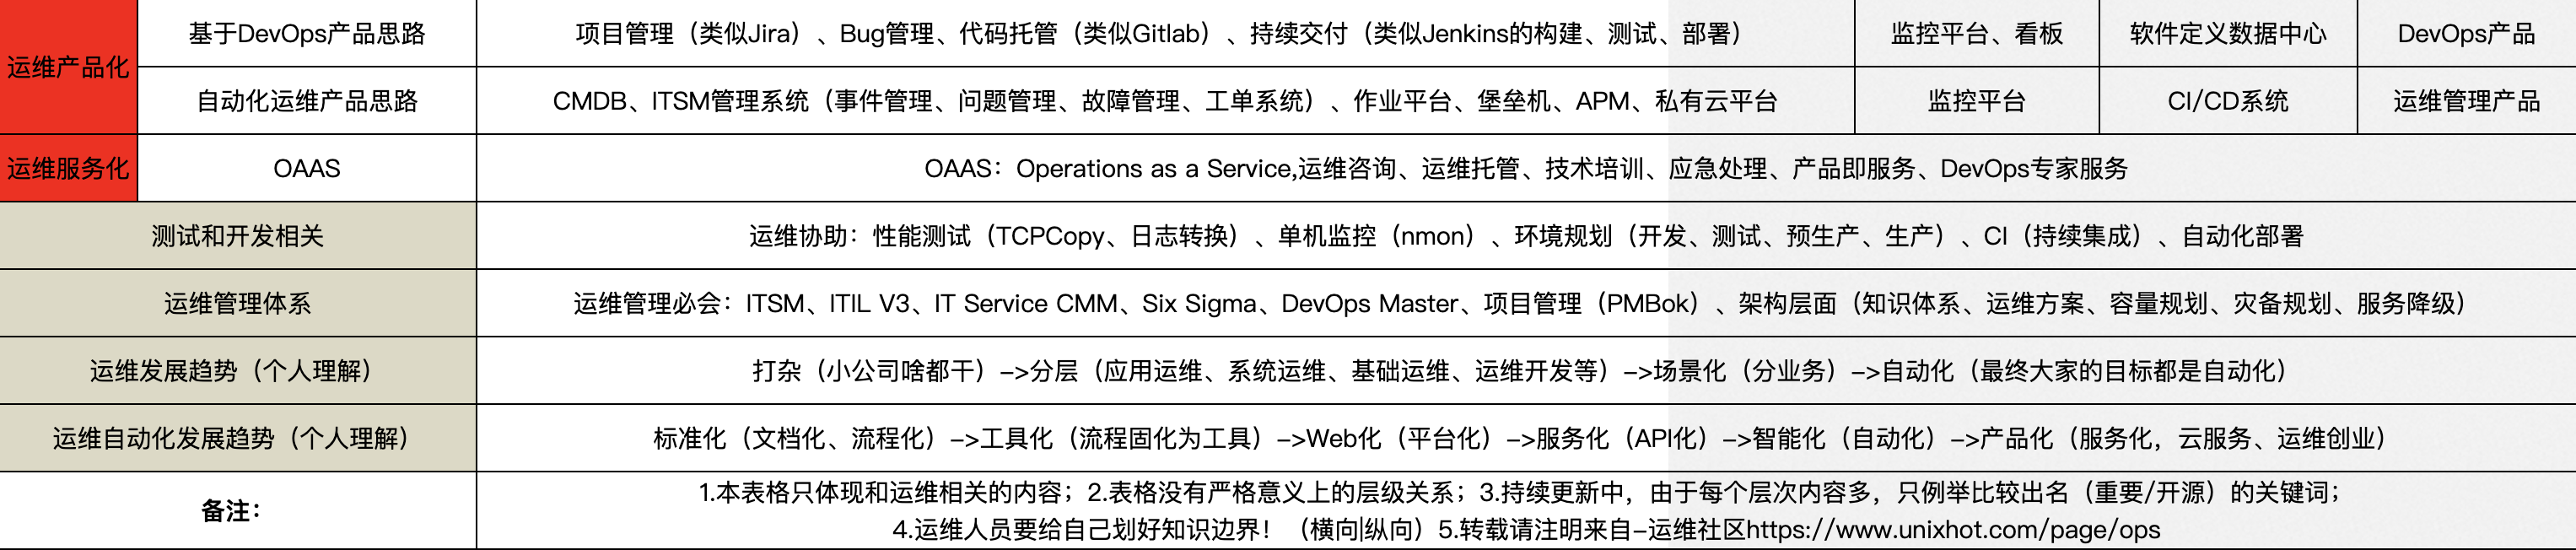 运维产品化
基于DevOps产品思路
项目管理（类似Jira）、Bug管理、代码托管（类似Gitlab）、持续交付（类似Jenkins的构建、测试、部署）
监控平台、看板
软件定义数据中心
DevOps产品
自动化运维产品思路
CMDB、ITSM管理系统（事件管理、问题管理、故障管理、工单系统）、作业平台、堡垒机、APM、私有云平台
监控平台
CI/CD系统
运维管理产品
运维服务化
OAAS
OAAS：Operations as a Service,运维咨询、运维托管、技术培训、应急处理、产品即服务、DevOps专家服务
测试和开发相关
运维协助：性能测试（TCPCopy、日志转换）、单机监控（nmon）、环境规划（开发、测试、预生产、生产）、CI（持续集成）、自动化部署
运维管理体系
运维管理必会：ITSM、ITIL V3、IT Service CMM、Six Sigma、DevOps Master、项目管理（PMBok）、架构层面（知识体系、运维方案、容量规划、灾备规划、服务降级）
运维发展趋势（个人理解）
打杂（小公司啥都干）–>分层（应用运维、系统运维、基础运维、运维开发等）–>场景化（分业务）–>自动化（最终大家的目标都是自动化）
运维自动化发展趋势（个人理解）
标准化（文档化、流程化）–>工具化（流程固化为工具）–>Web化（平台化）–>服务化（API化）–>智能化（自动化）–>产品化（服务化，云服务、运维创业）
备注：
1.本表格只体现和运维相关的内容；2.表格没有严格意义上的层级关系；3.持续更新中，由于每个层次内容多，只例举比较出名（重要/开源）的关键词；
4.运维人员要给自己划好知识边界！（横向|纵向）5.转载请注明来自–运维社区https://www.unixhot.com/page/ops